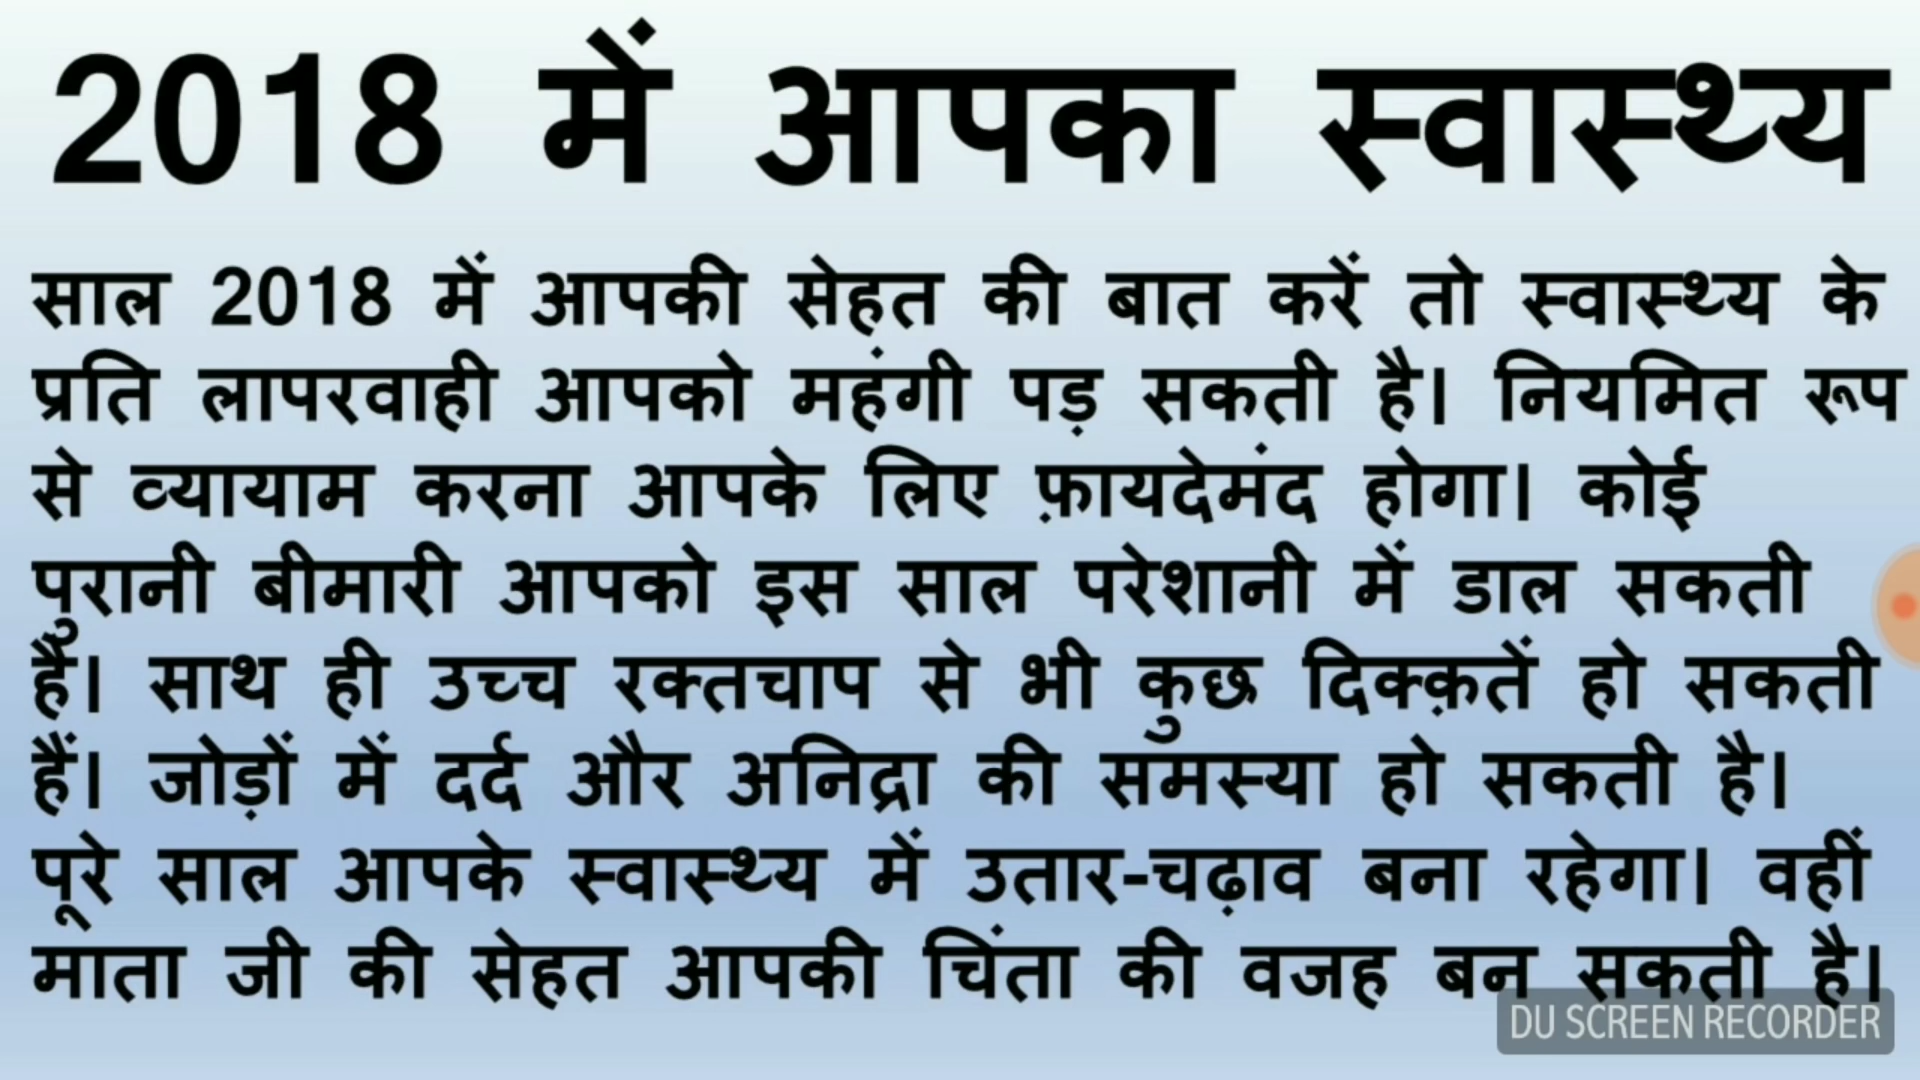 2018 में आपका स्वास्थ्य
साल 2018 में आपकी सेहत की बात करें तो स्वास्थ्य के
प्रति लापरवाही आपको महंगी पड़ सकती है। नियमित रूप
से व्यायाम करना आपके लिए फ़ायदेमंद होगा। कोई
पुरानी बीमारी आपको इस साल परेशानी में डाल सकती
है। साथ ही उच्च रक्तचाप से भी कुछ दिक्क़तें हो सकती
हैं। जोड़ों में दर्द और अनिद्रा की समस्या हो सकती है।
पूरे साल आपके स्वास्थ्य में उतार-चढ़ाव बना रहेगा। वहीं
माता जी की सेहत आपकी चिंता की वजह बन सकती है।
DU SCREEN RECORDER